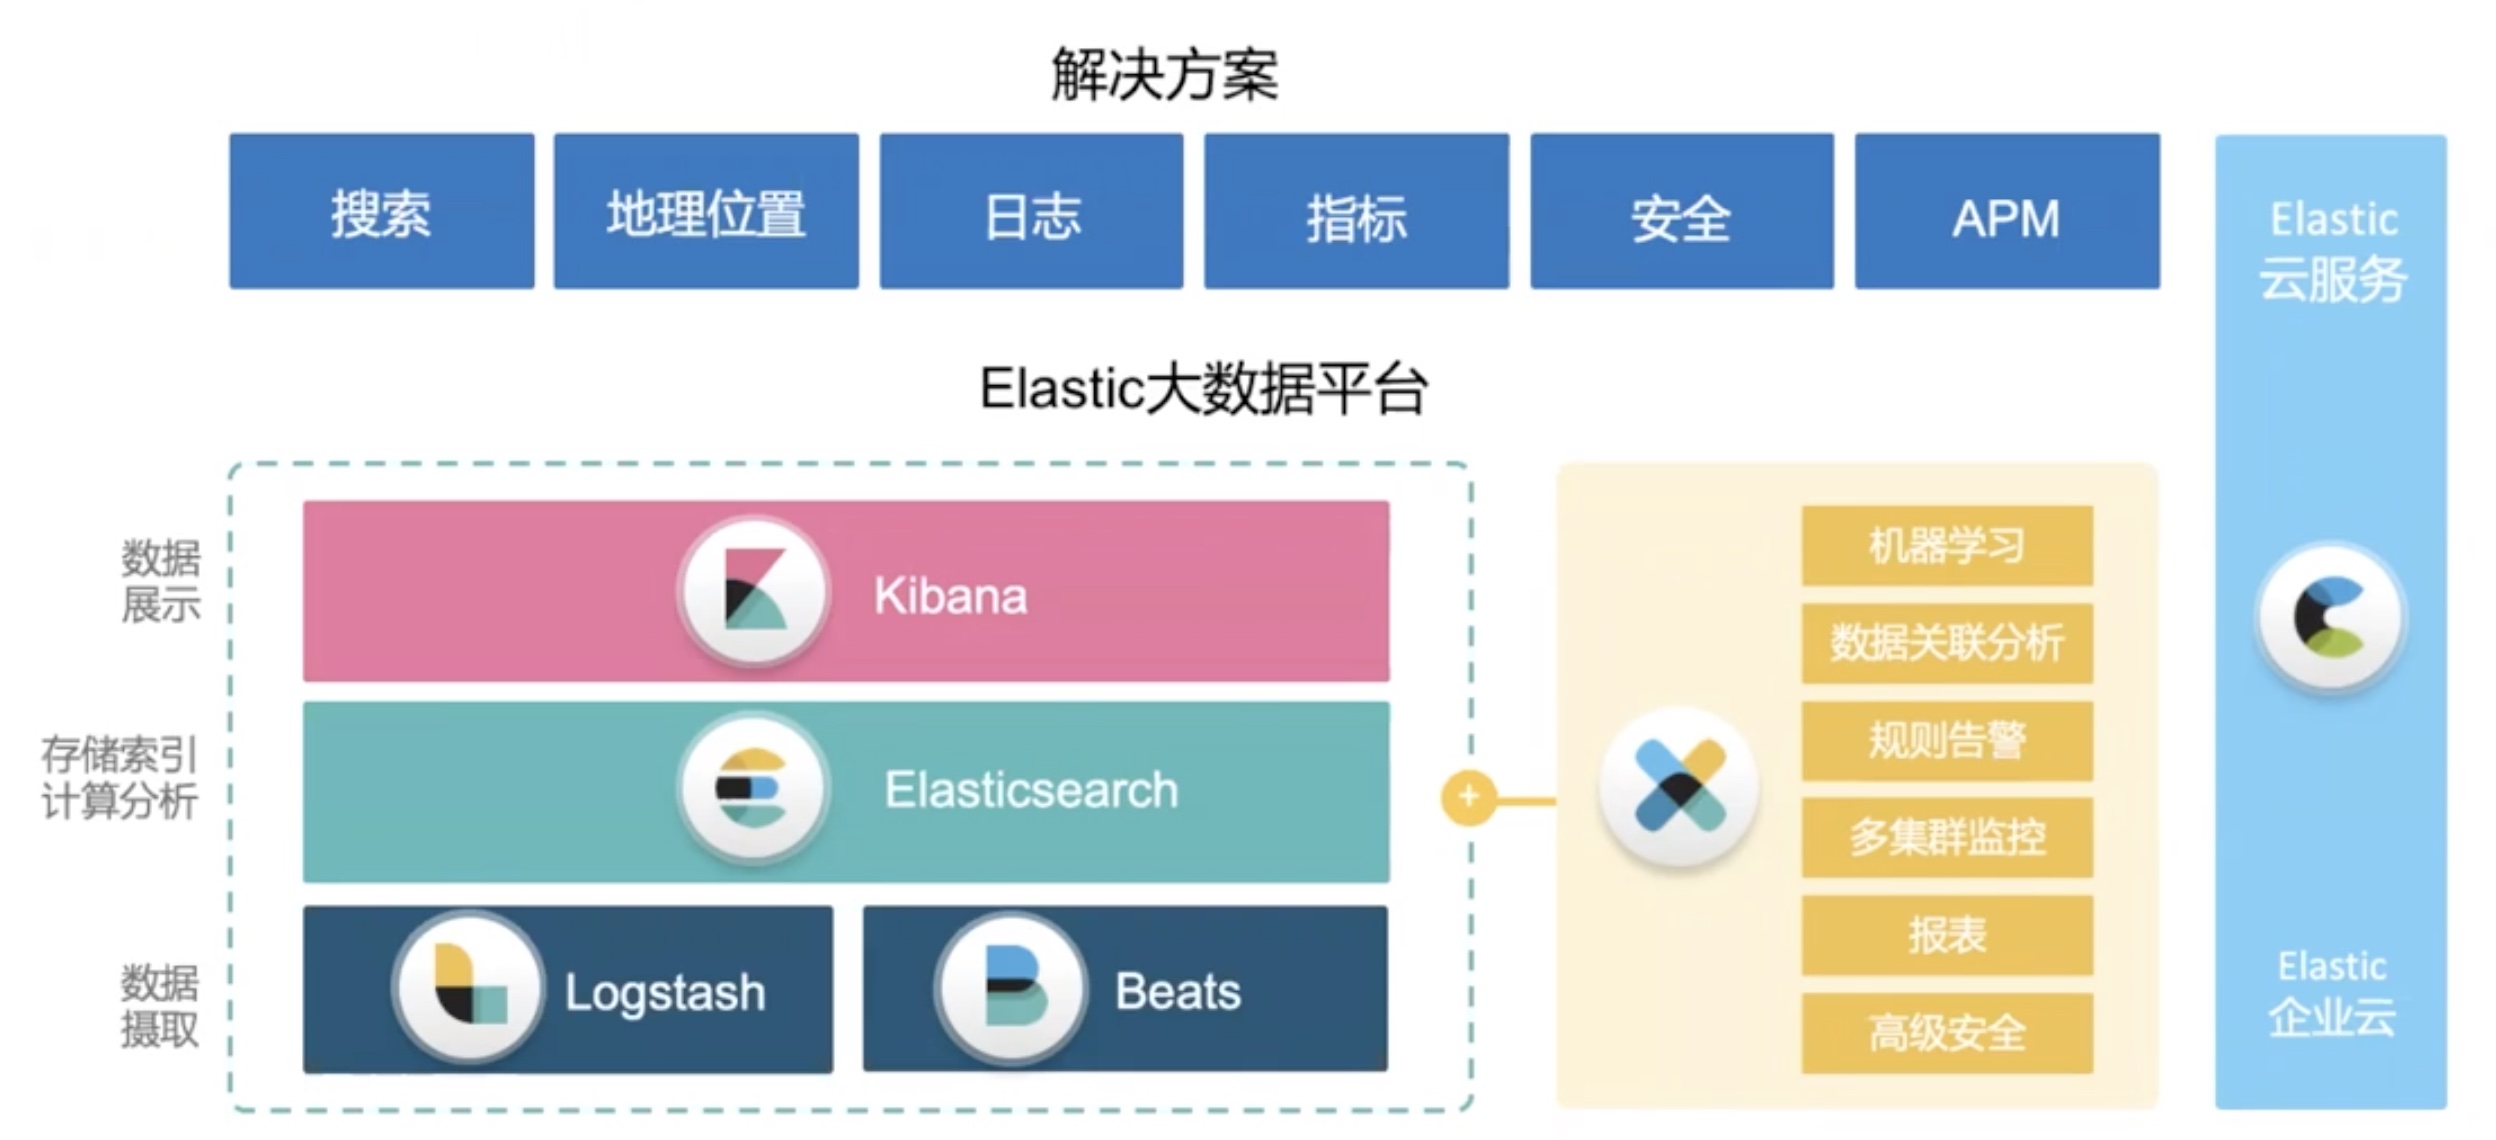 解决方案
搜索
地理位置
日志
指标
安全
APM
Elastic
云服务
Elastic大数据平台
数据
展示
Kibana
存储索引
计算分析
Elasticsearch
数据
摄取
Logstash
Beats
+
机器学习
数据关联分析
规则告警
多集群监控
报表
高级安全
Elastic
企业云